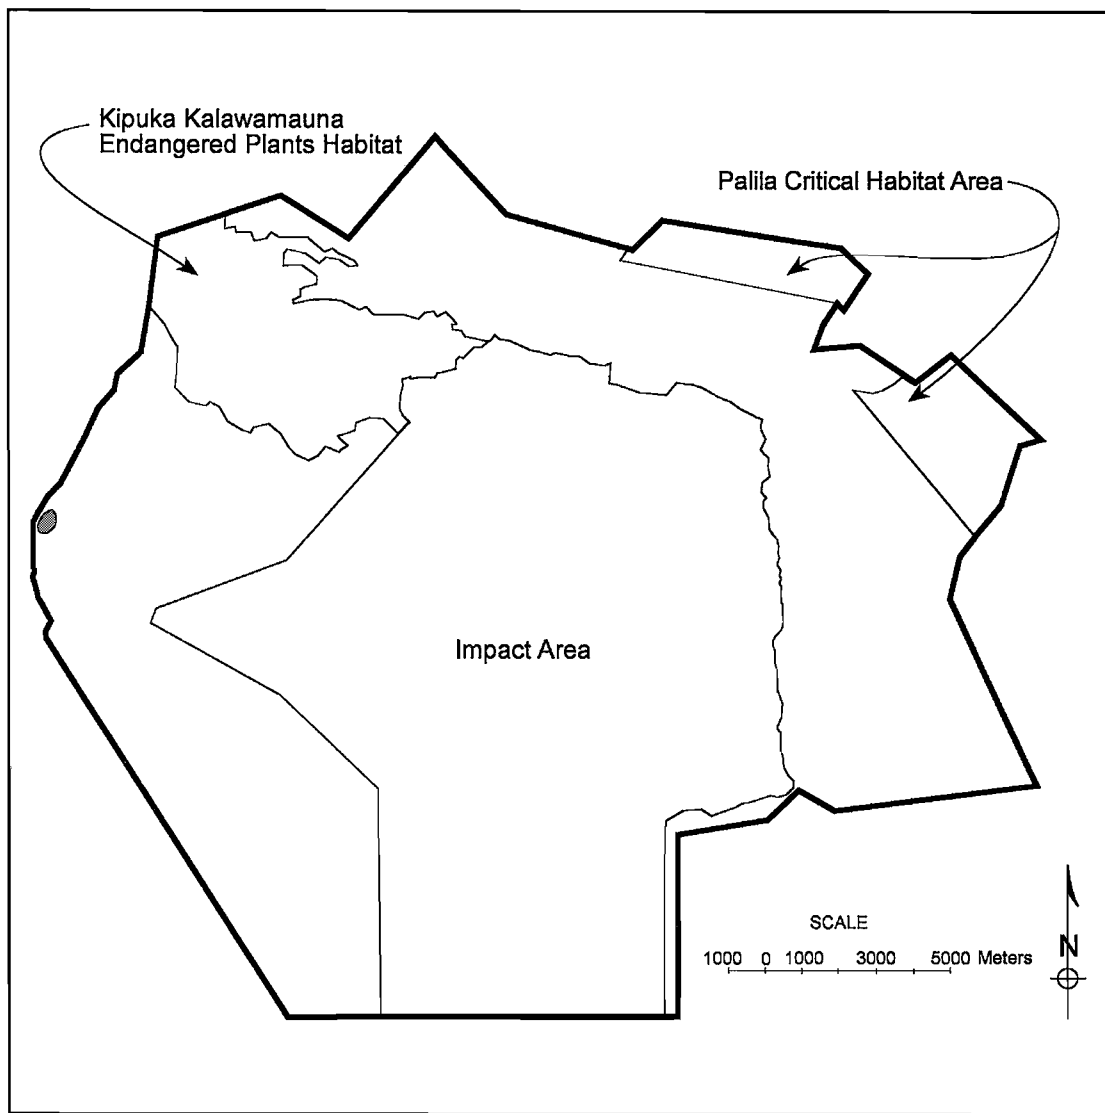 Kipuka Kalawamauna
Endangered Plants Habitat
Palila Critical Habitat Area
Impact Area
SCALE
1000 0 1000 3000 5000 Meters
N